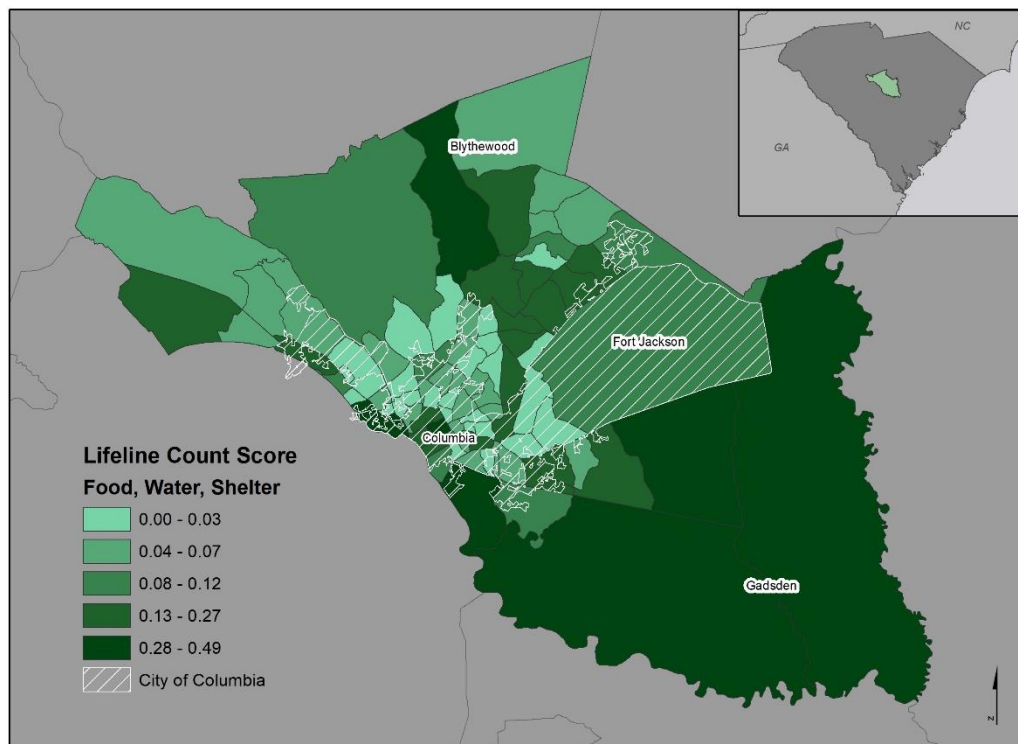 NC
GA
Blythewood
Fort Jackson
Columbia
Gadsden
Lifeline Count Score
Food, Water, Shelter
0.00 - 0.03
0.04 - 0.07
0.08 - 0.12
0.13 - 0.27
0.28 - 0.49
City of Columbia
N